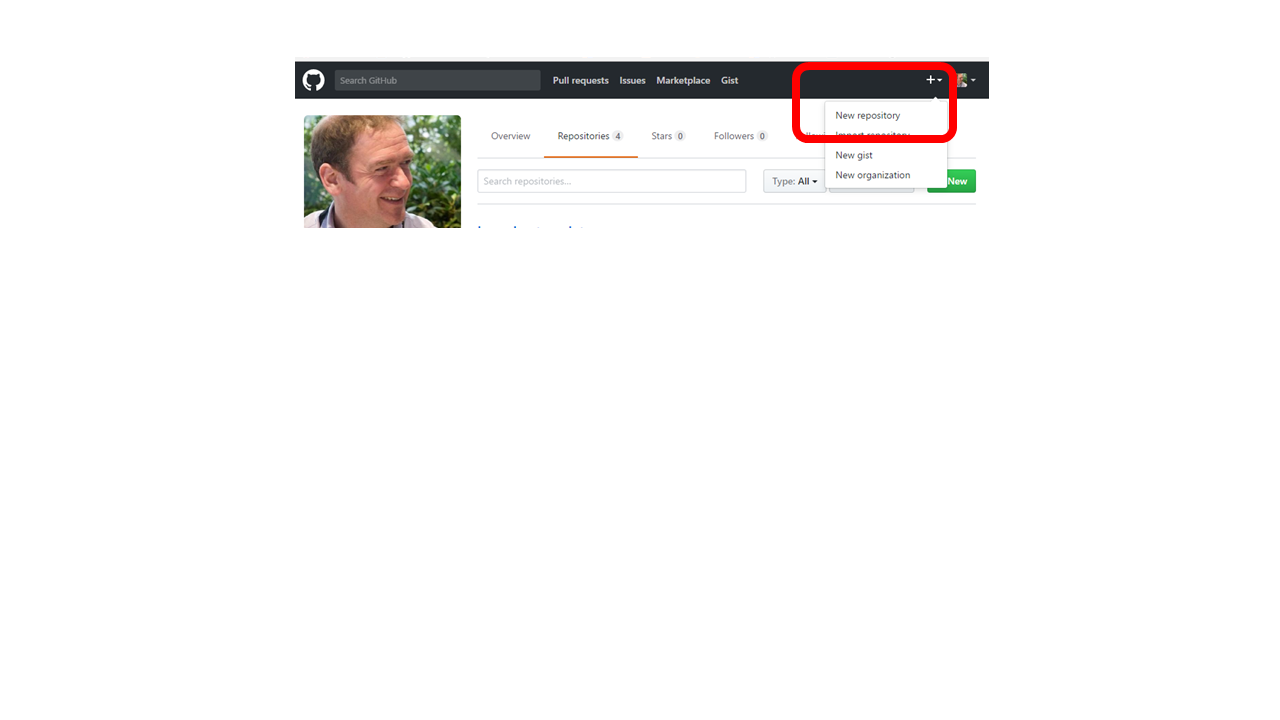 Search GitHub Pull requests Issues Marketplace Gist
New repository
Overview Repositories 4 Stars 0 Followers 0
Import repository
New gist
Search repositories... Type: All New
New organization